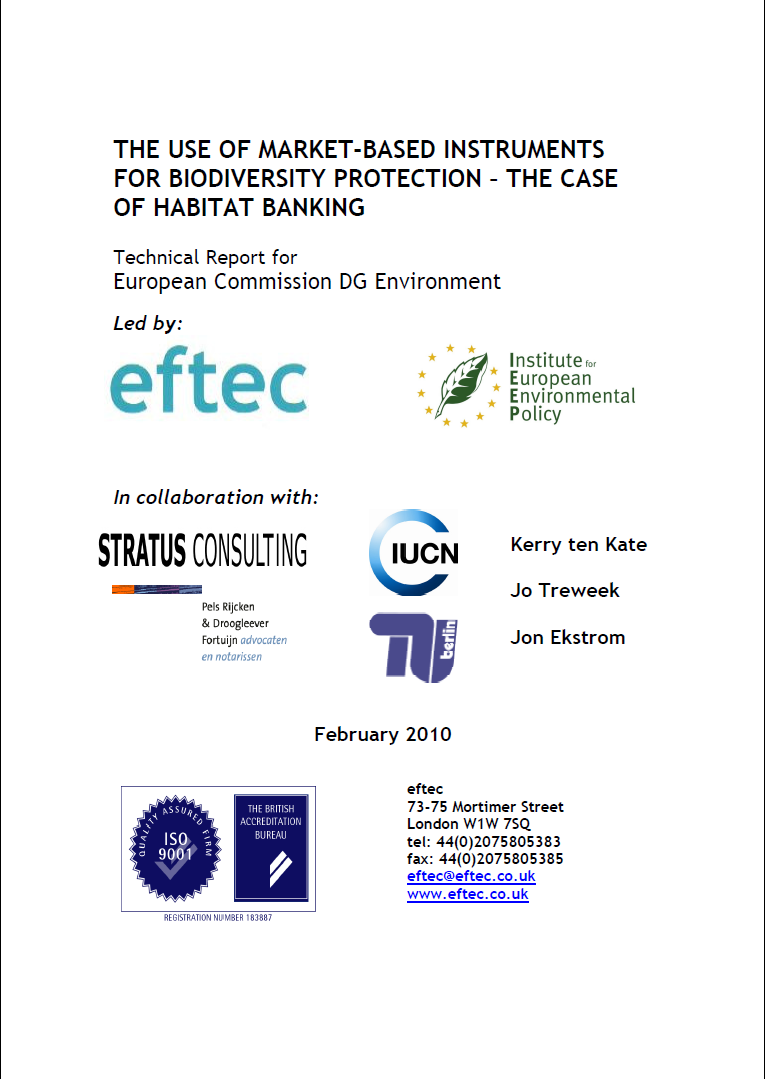 THE USE OF MARKET-BASED INSTRUMENTS
FOR BIODIVERSITY PROTECTION – THE CASE
OF HABITAT BANKING
Technical Report for
European Commission DG Environment
Led by:
eftec
Institute for
European
Environmental
Policy
In collaboration with:
STRATUS CONSULTING
IUCN
Kerry ten Kate
Jo Treweek
Jon Ekstrom
Pels Rijcken
& Droogleever
Fortuijn advocaten
en notarissen
TU berlin
February 2010
QUALITY ASSURED FIRM
ISO
9001
THE BRITISH
ACCREDITATION
BUREAU
REGISTRATION NUMBER 183887
eftec
73-75 Mortimer Street
London W1W 7SQ
tel: 44(0)2075805383
fax: 44(0)2075805385
eftec@eftec.co.uk
www.eftec.co.uk